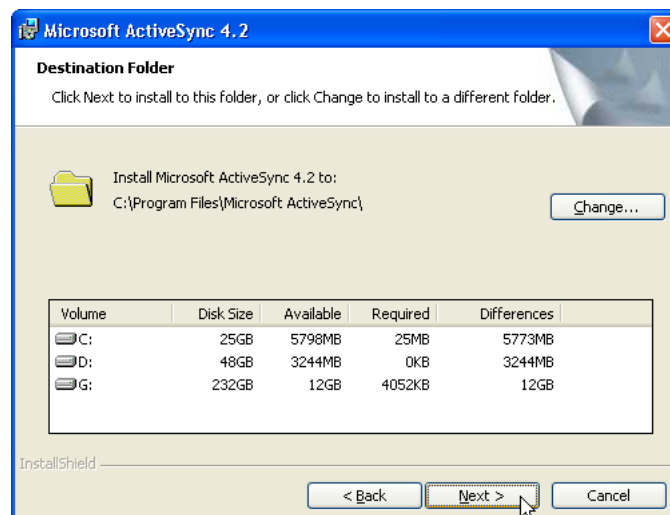 Microsoft ActiveSync 4.2
Destination Folder
Click Next to install to this folder, or click Change to install to a different folder.
Install Microsoft ActiveSync 4.2 to:
C:\Program Files\Microsoft ActiveSync\
Change...
Volume Disk Size Available Required Differences
C: 25GB 5798MB 25MB 5773MB
D: 48GB 3244MB 0KB 3244MB
G: 232GB 12GB 4052KB 12GB
InstallShield
< Back Next > Cancel